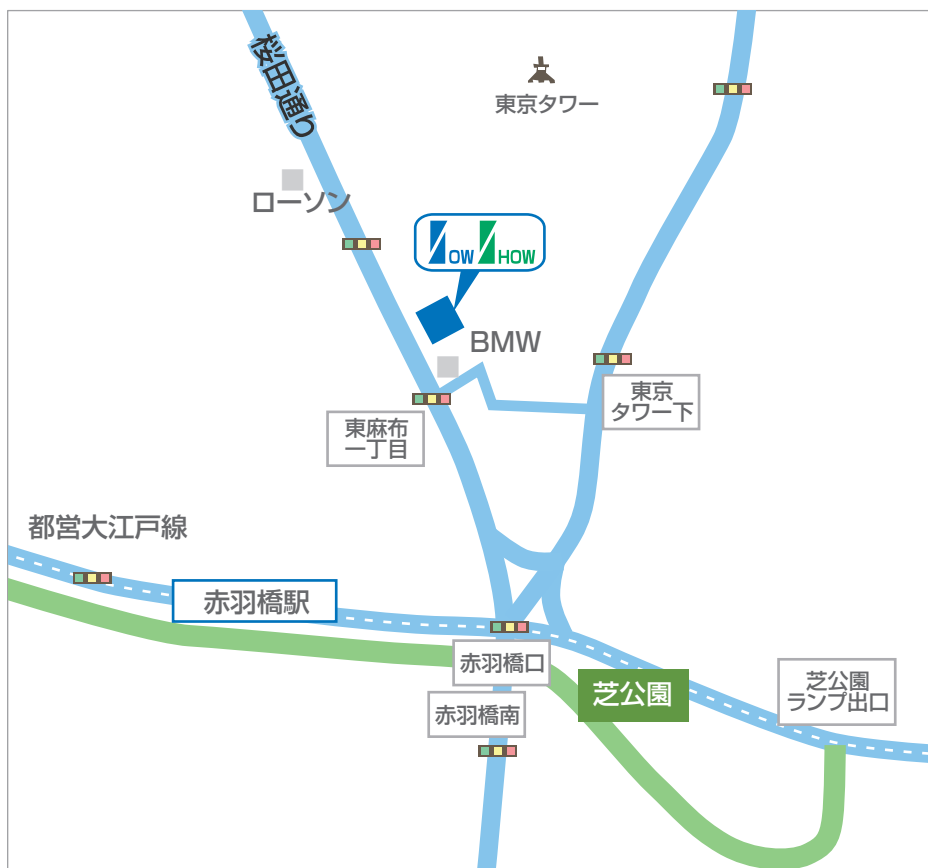 桜田通り
東京タワー
ローソン
OW HOW
BMW
東京
タワー下
東麻布
一丁目
都営大江戸線
赤羽橋駅
赤羽橋口
芝公園
芝公園
ランプ出口
赤羽橋南